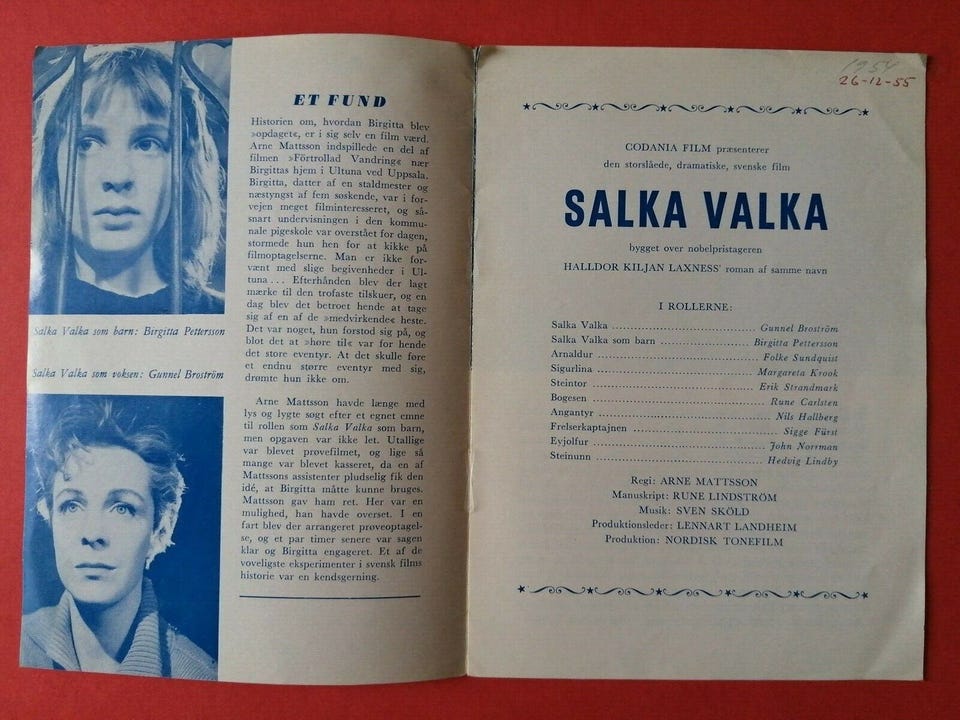 ET FUND
Historien om, hvordan Birgitta blev
»opdaget«, er i sig selv en film værd.
Arne Mattsson indspillede en del af
filmen »Förtrollad Vandring« nær
Birgittas hjem i Ultuna ved Uppsala.
Birgitta, datter af en staldmester og
næstyngst af fem søskende, var i for-
vejen meget filminteresseret, og så-
snart undervisningen i den kommu-
nale pigeskole var overstået for dagen,
stormede hun hen for at kikke på
filmoptagelserne. Man er ikke for-
vænt med slige begivenheder i Ul-
tuna ... Efterhånden blev der lagt
mærke til den trofaste tilskuer, og en
dag blev det betroet hende at tage
sig af en af de »medvirkende« heste.
Det var noget, hun forstod sig på, og
blot det at »høre til« var for hende
det store eventyr. At det skulle føre
et endnu større eventyr med sig,
drømte hun ikke om.
Arne Mattsson havde længe med
lys og lygte søgt efter et egnet emne
til rollen som Salka Valka som barn,
men opgaven var ikke let. Utallige
var blevet prøvefilmet, og lige så
mange var blevet kasseret, da en af
Mattssons assistenter pludselig fik den
idé, at Birgitta måtte kunne bruges.
Mattsson gav ham ret. Her var en
mulighed, han havde overset. I en
fart blev der arrangeret prøveoptagel-
se, og et par timer senere var sagen
klar og Birgitta engageret. Et af de
voveligste eksperimenter i svensk films
historie var en kendsgerning.
Salka Valka som barn: Birgitta Pettersson
Salka Valka som voksen: Gunnel Broström
1954
26-12-55
CODANIA FILM præsenterer
den storslåede, dramatiske, svenske film
SALKA VALKA
bygget over nobelpristageren
HALLDOR KILJAN LAXNESS' roman af samme navn
I ROLLERNE:
Salka Valka ........ Gunnel Broström
Salka Valka som barn ........ Birgitta Pettersson
Arnaldur ........ Folke Sundquist
Sigurlina ........ Margareta Krook
Steintor ........ Erik Strandmark
Bogesen ........ Rune Carlsten
Angantyr ........ Nils Hallberg
Frelserkaptajnen ........ Sigge Fürst
Eyjolfur ........ John Norrman
Steinunn ........ Hedvig Lindby
Regi: ARNE MATTSSON
Manuskript: RUNE LINDSTRÖM
Musik: SVEN SKÖLD
Produktionsleder: LENNART LANDHEIM
Produktion: NORDISK TONEFILM